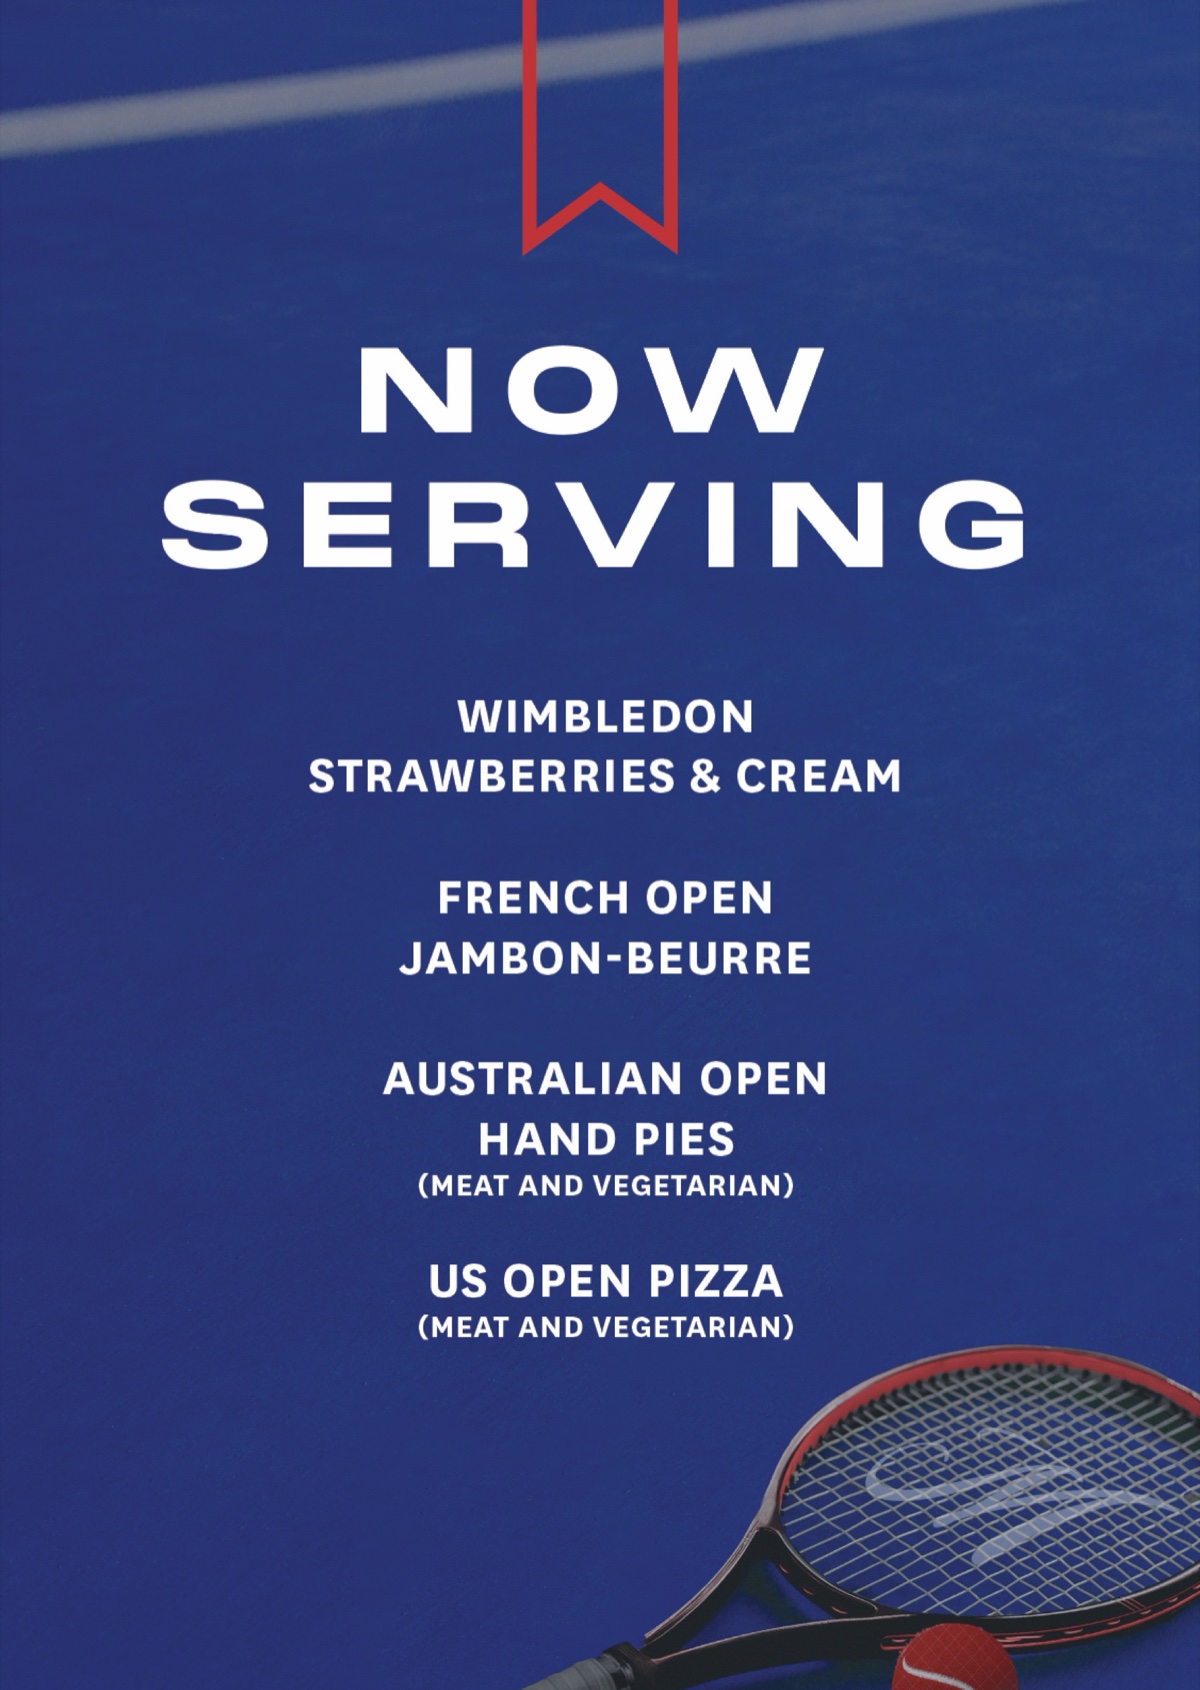 NOW
SERVING
WIMBLEDON
STRAWBERRIES & CREAM
FRENCH OPEN
JAMBON-BEURRE
AUSTRALIAN OPEN
HAND PIES
(MEAT AND VEGETARIAN)
US OPEN PIZZA
(MEAT AND VEGETARIAN)